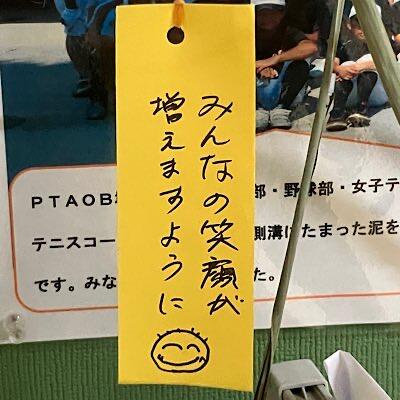 みんなの笑顔が
増えますように
PTAOB
部・野球部・女子テ
テニスコー
側溝にたまった泥を
です。みな
た。